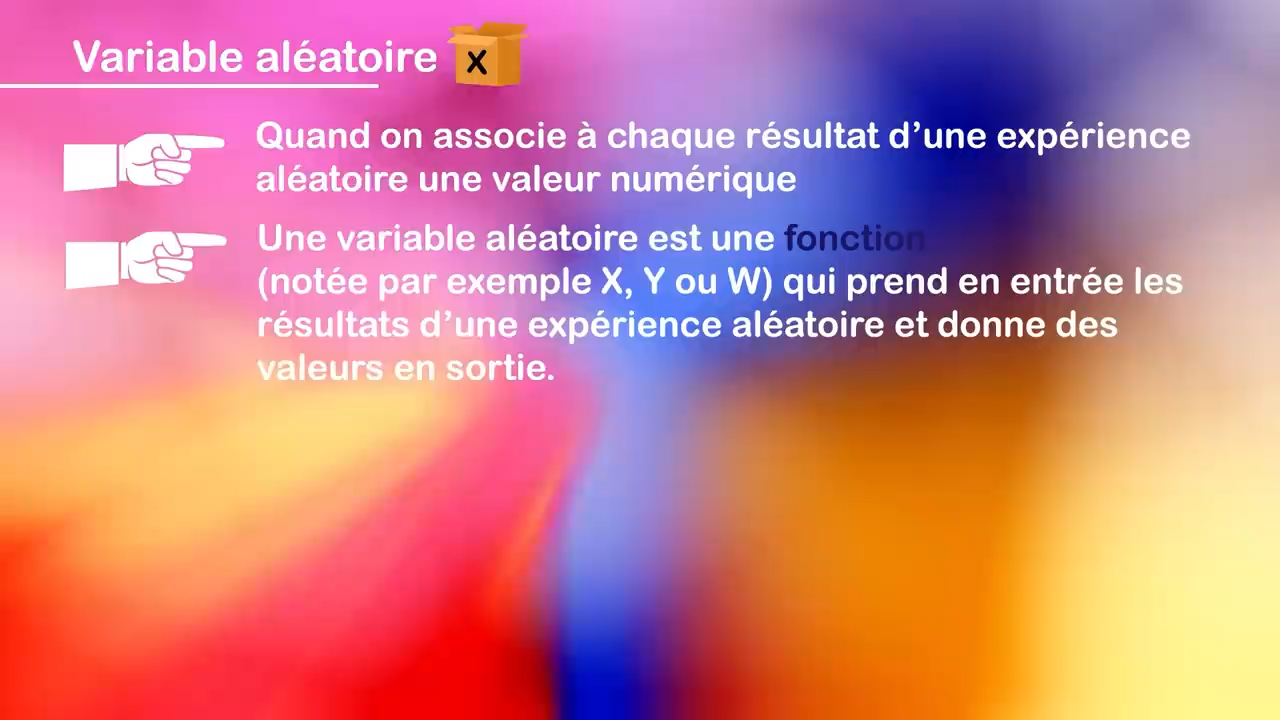 Variable aléatoire X
Quand on associe à chaque résultat d’une expérience
aléatoire une valeur numérique
Une variable aléatoire est une fonction
(notée par exemple X, Y ou W) qui prend en entrée les
résultats d’une expérience aléatoire et donne des
valeurs en sortie.